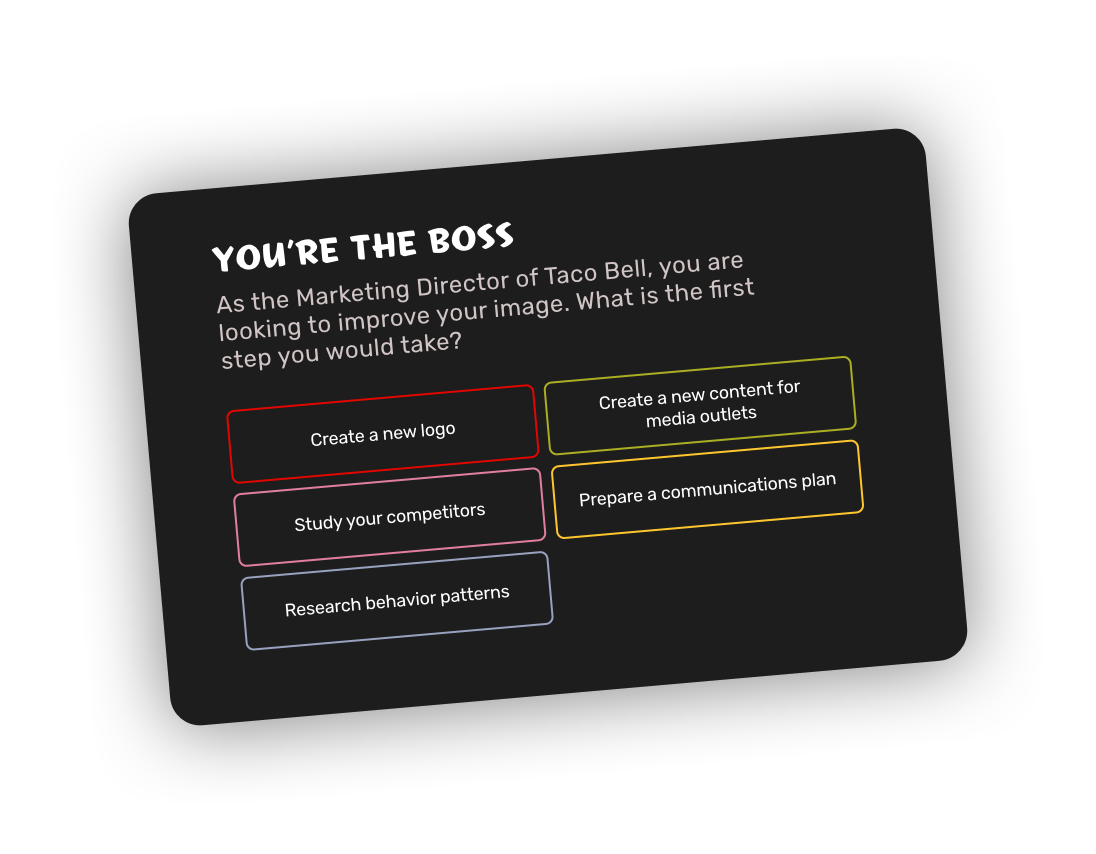 YOU'RE THE BOSS
As the Marketing Director of Taco Bell, you are
looking to improve your image. What is the first
step you would take?
Create a new logo
Create a new content for
media outlets
Study your competitors
Prepare a communications plan
Research behavior patterns